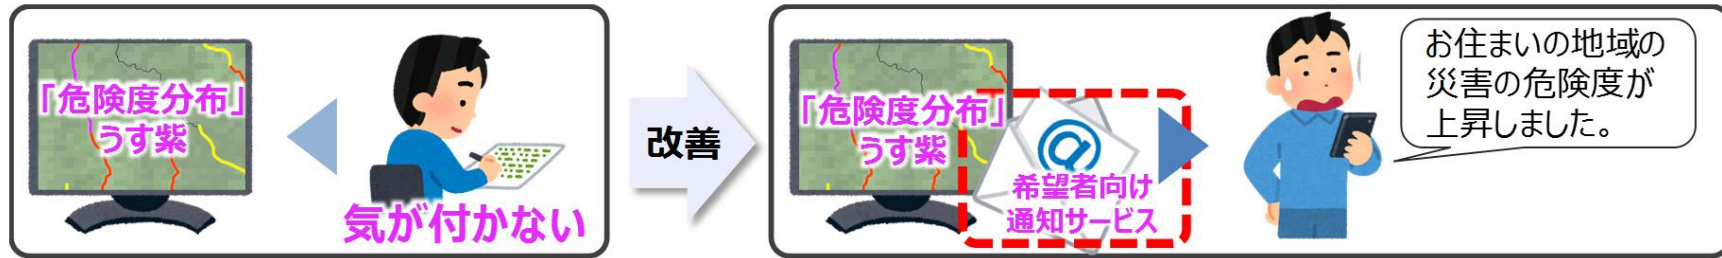 「危険度分布」
うす紫
気が付かない
改善
「危険度分布」
うす紫
@
希望者向け
通知サービス
お住まいの地域の
災害の危険度が
上昇しました。